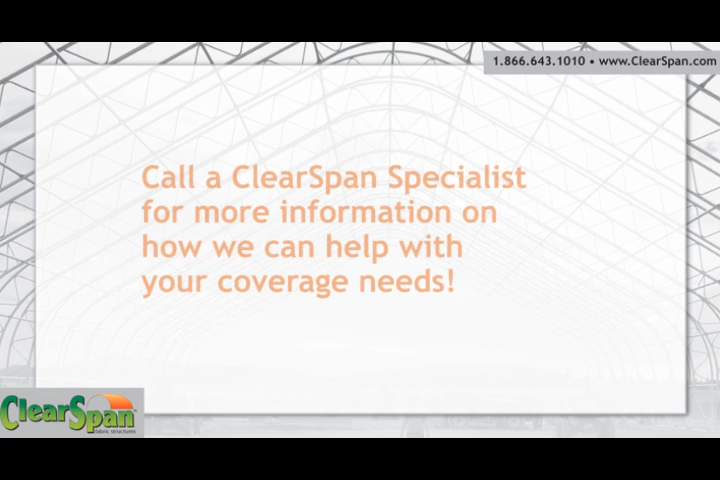 1.866.643.1010 • www.ClearSpan.com
Call a ClearSpan Specialist
for more information on
how we can help with
your coverage needs!
ClearSpan
fabric structures